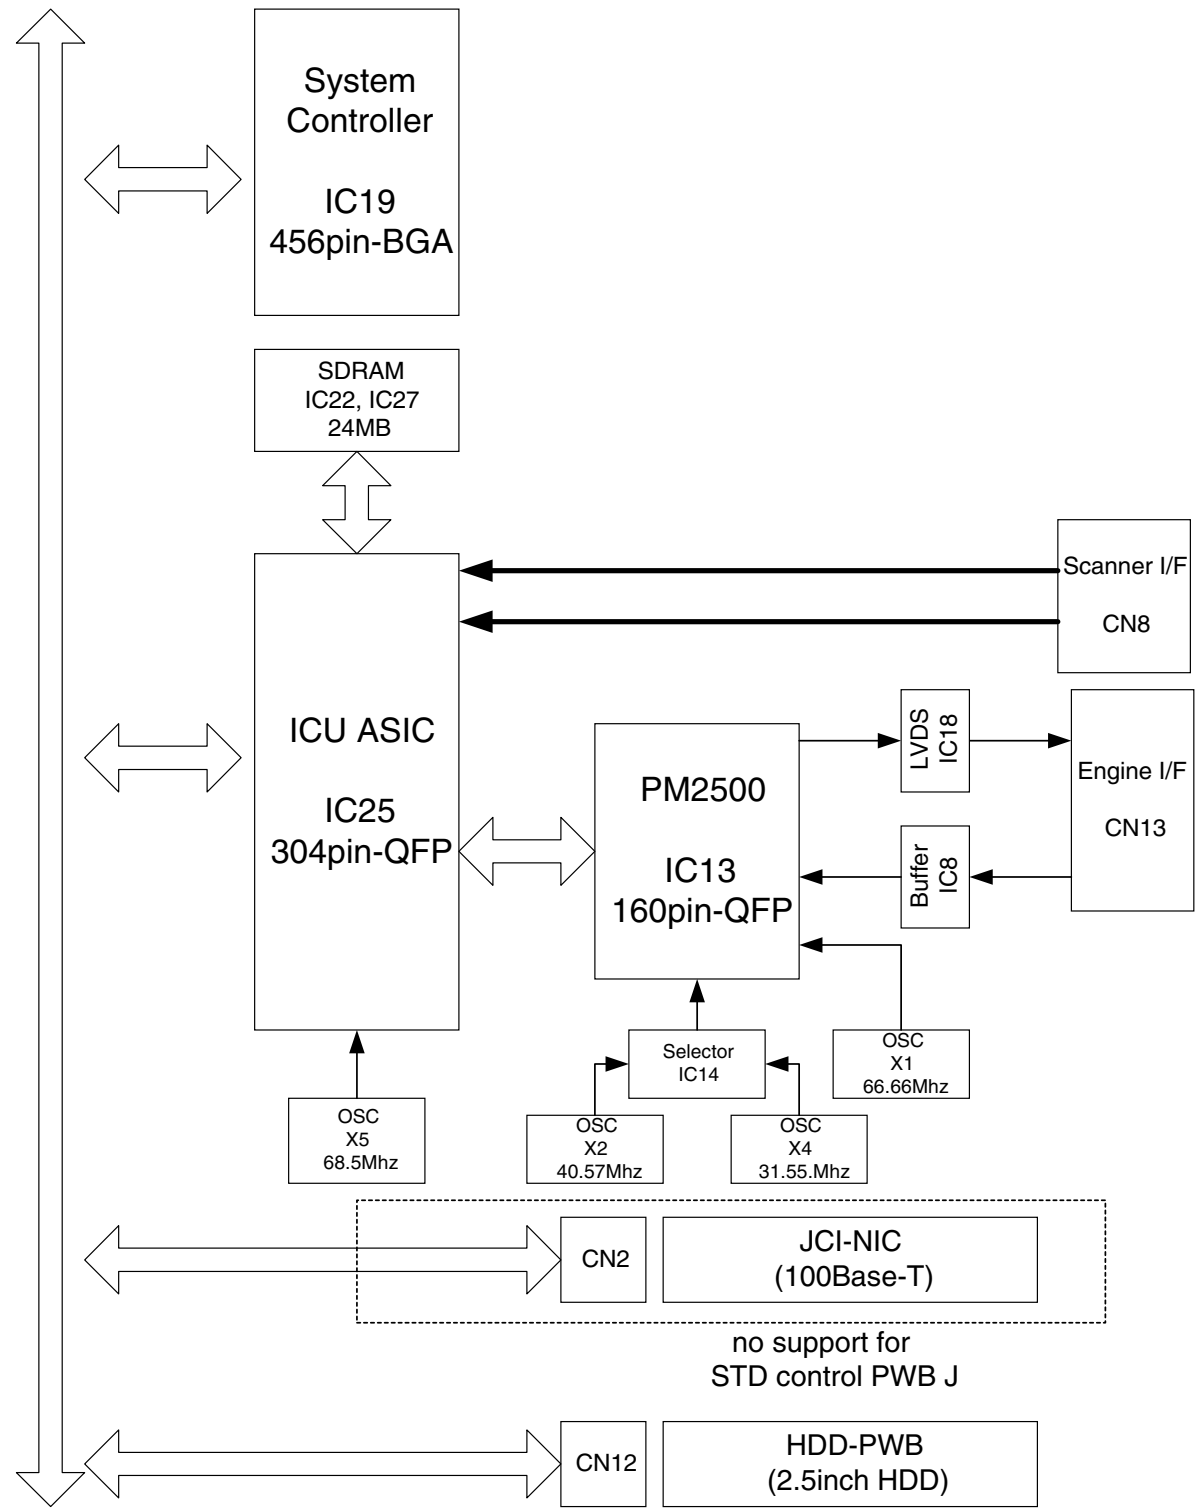 System
Controller
IC19
456pin-BGA
SDRAM
IC22, IC27
24MB
Scanner I/F
CN8
ICU ASIC
IC25
304pin-QFP
PM2500
IC13
160pin-QFP
LVDS
IC18
Engine I/F
CN13
Buffer
IC8
Selector
IC14
OSC
X1
66.66Mhz
OSC
X5
68.5Mhz
OSC
X2
40.57Mhz
OSC
X4
31.55.Mhz
CN2
JCI-NIC
(100Base-T)
no support for
STD control PWB J
CN12
HDD-PWB
(2.5inch HDD)